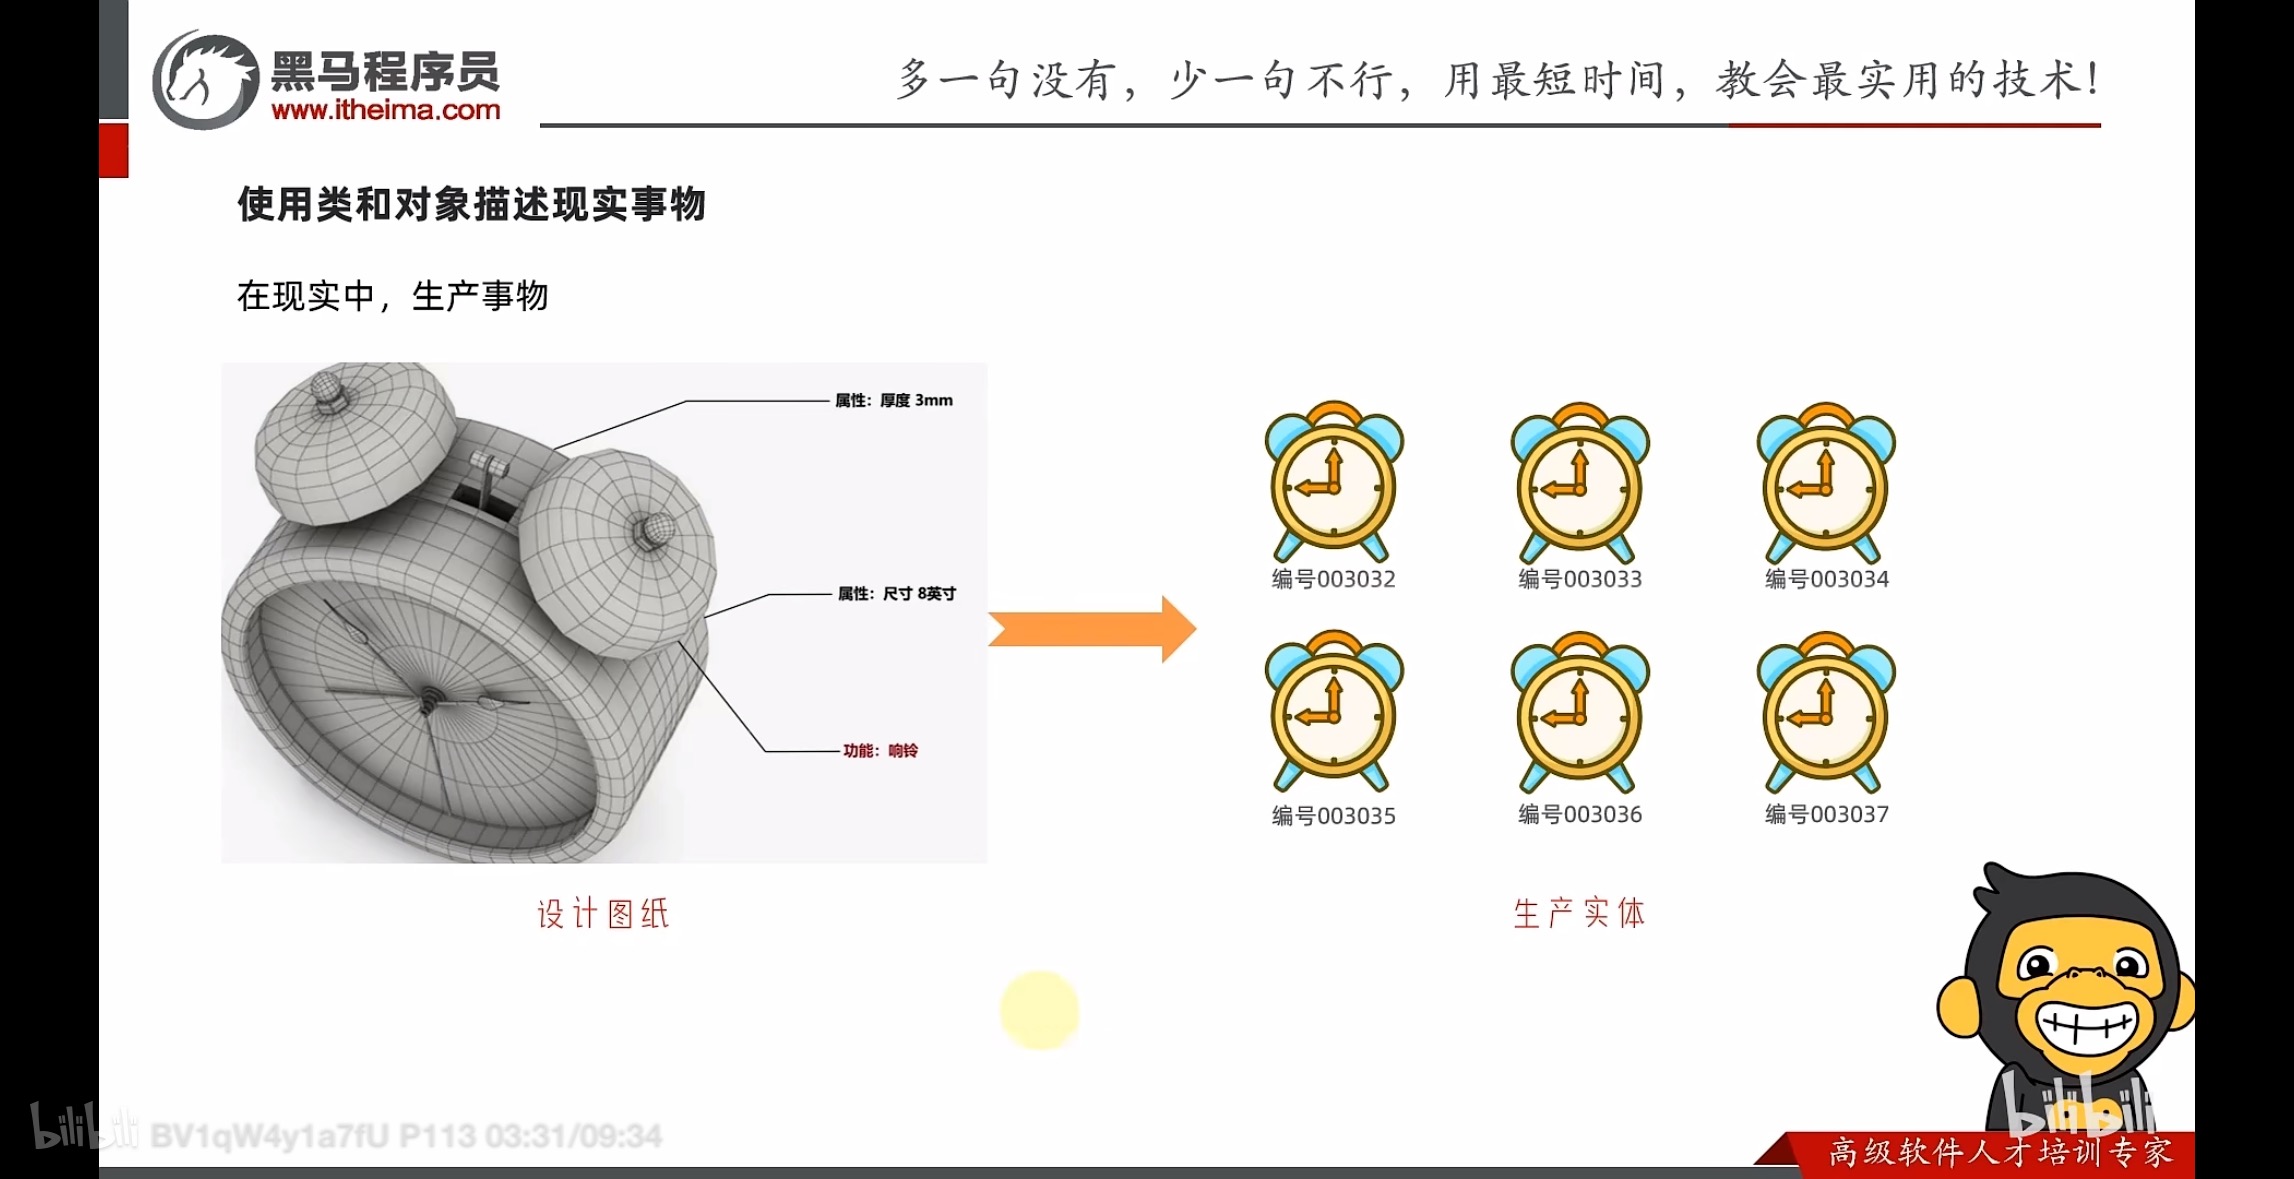 黑马程序员
www.itheima.com
多一句没有，少一句不行，用最短时间，教会最实用的技术！
使用类和对象描述现实事物
在现实中，生产事物
属性：厚度 3mm
属性：尺寸 8英寸
功能：响铃
编号003032
编号003033
编号003034
编号003035
编号003036
编号003037
设计图纸
生产实体
bilibili
bilibili BV1qW4y1a7fU P113 03:31/09:34
高级软件人才培训专家